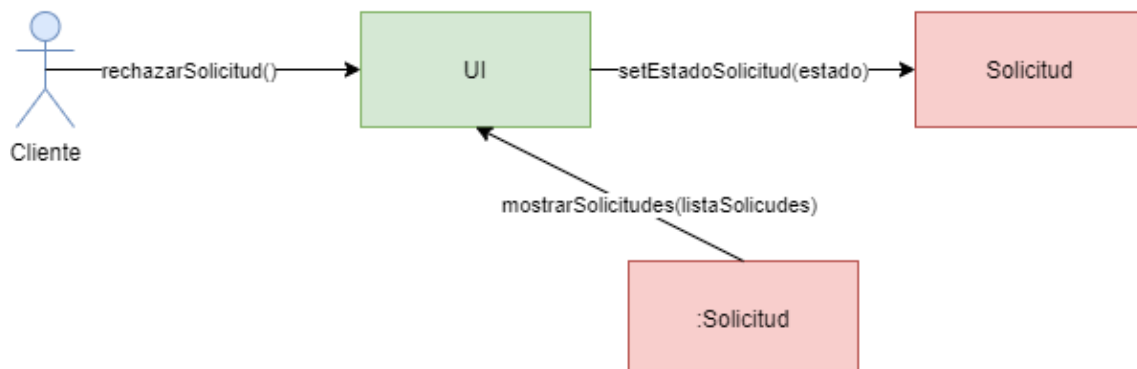 rechazarSolicitud()
UI
setEstadoSolicitud(estado)
Solicitud
Cliente
mostrarSolicitudes(listaSolicudes)
:Solicitud